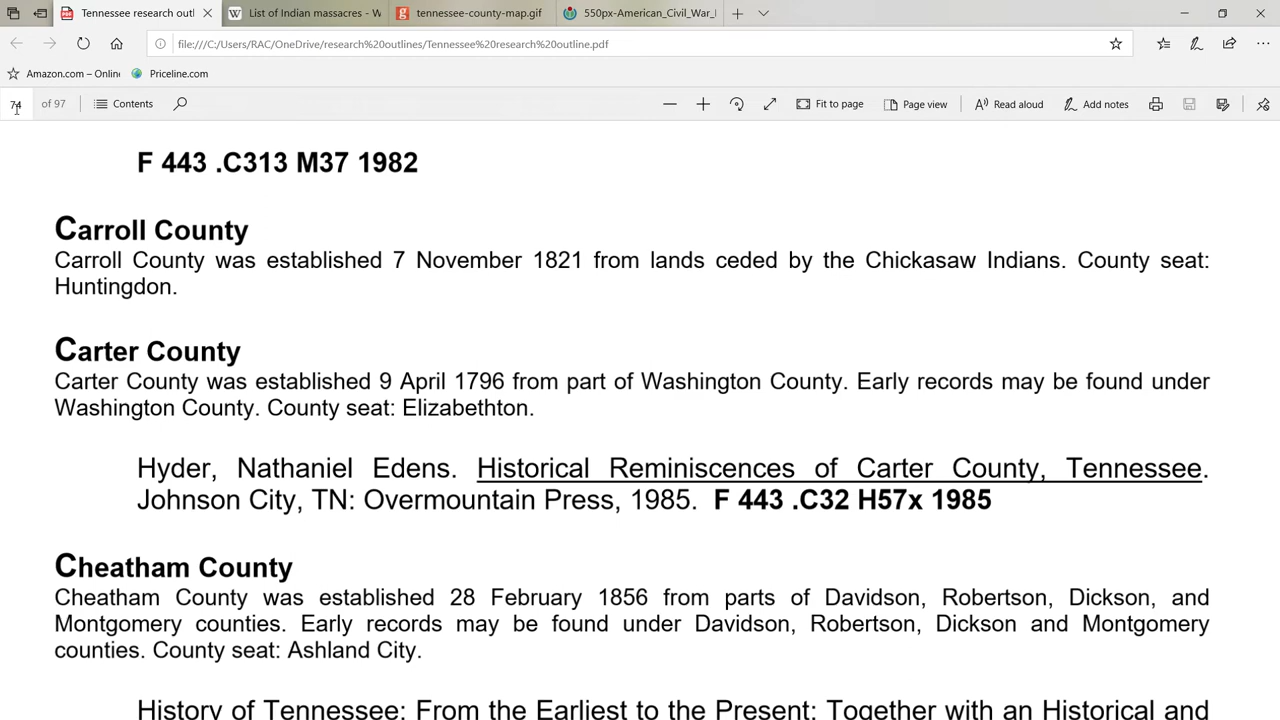 Tennessee research outl
List of Indian massacres - W
tennessee-county-map.gif
550px-American_Civil_War_I
file:///C:/Users/RAC/OneDrive/research%20outlines/Tennessee%20research%20outline.pdf
Amazon.com – Online
Priceline.com
74 of 97
Contents
Fit to page
Page view
Read aloud
Add notes
F 443 .C313 M37 1982
Carroll County
Carroll County was established 7 November 1821 from lands ceded by the Chickasaw Indians. County seat:
Huntingdon.
Carter County
Carter County was established 9 April 1796 from part of Washington County. Early records may be found under
Washington County. County seat: Elizabethton.
Hyder, Nathaniel Edens. Historical Reminiscences of Carter County, Tennessee.
Johnson City, TN: Overmountain Press, 1985. F 443 .C32 H57x 1985
Cheatham County
Cheatham County was established 28 February 1856 from parts of Davidson, Robertson, Dickson, and
Montgomery counties. Early records may be found under Davidson, Robertson, Dickson and Montgomery
counties. County seat: Ashland City.
History of Tennessee: From the Earliest to the Present: Together with an Historical and